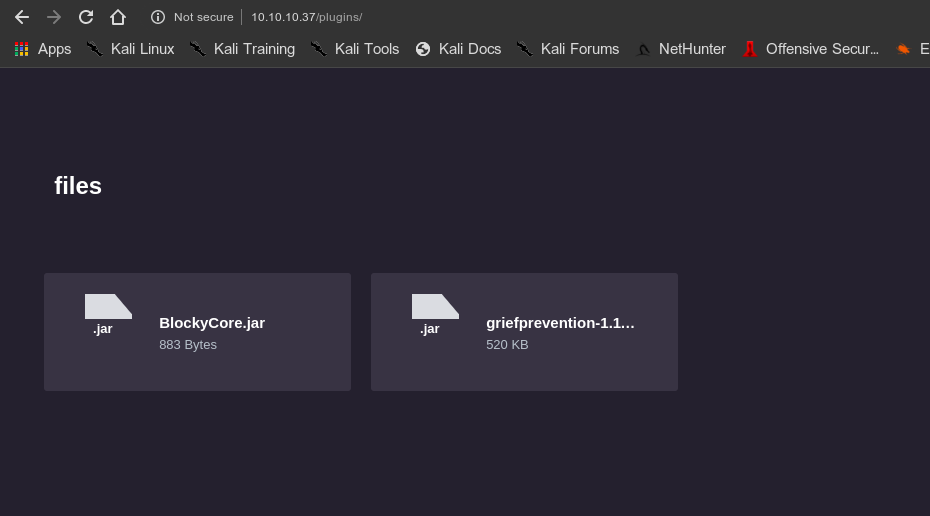 Not secure 10.10.10.37/plugins/
Apps Kali Linux Kali Training Kali Tools Kali Docs Kali Forums NetHunter Offensive Secur... E
files
.jar BlockyCore.jar
883 Bytes
.jar griefprevention-1.1...
520 KB